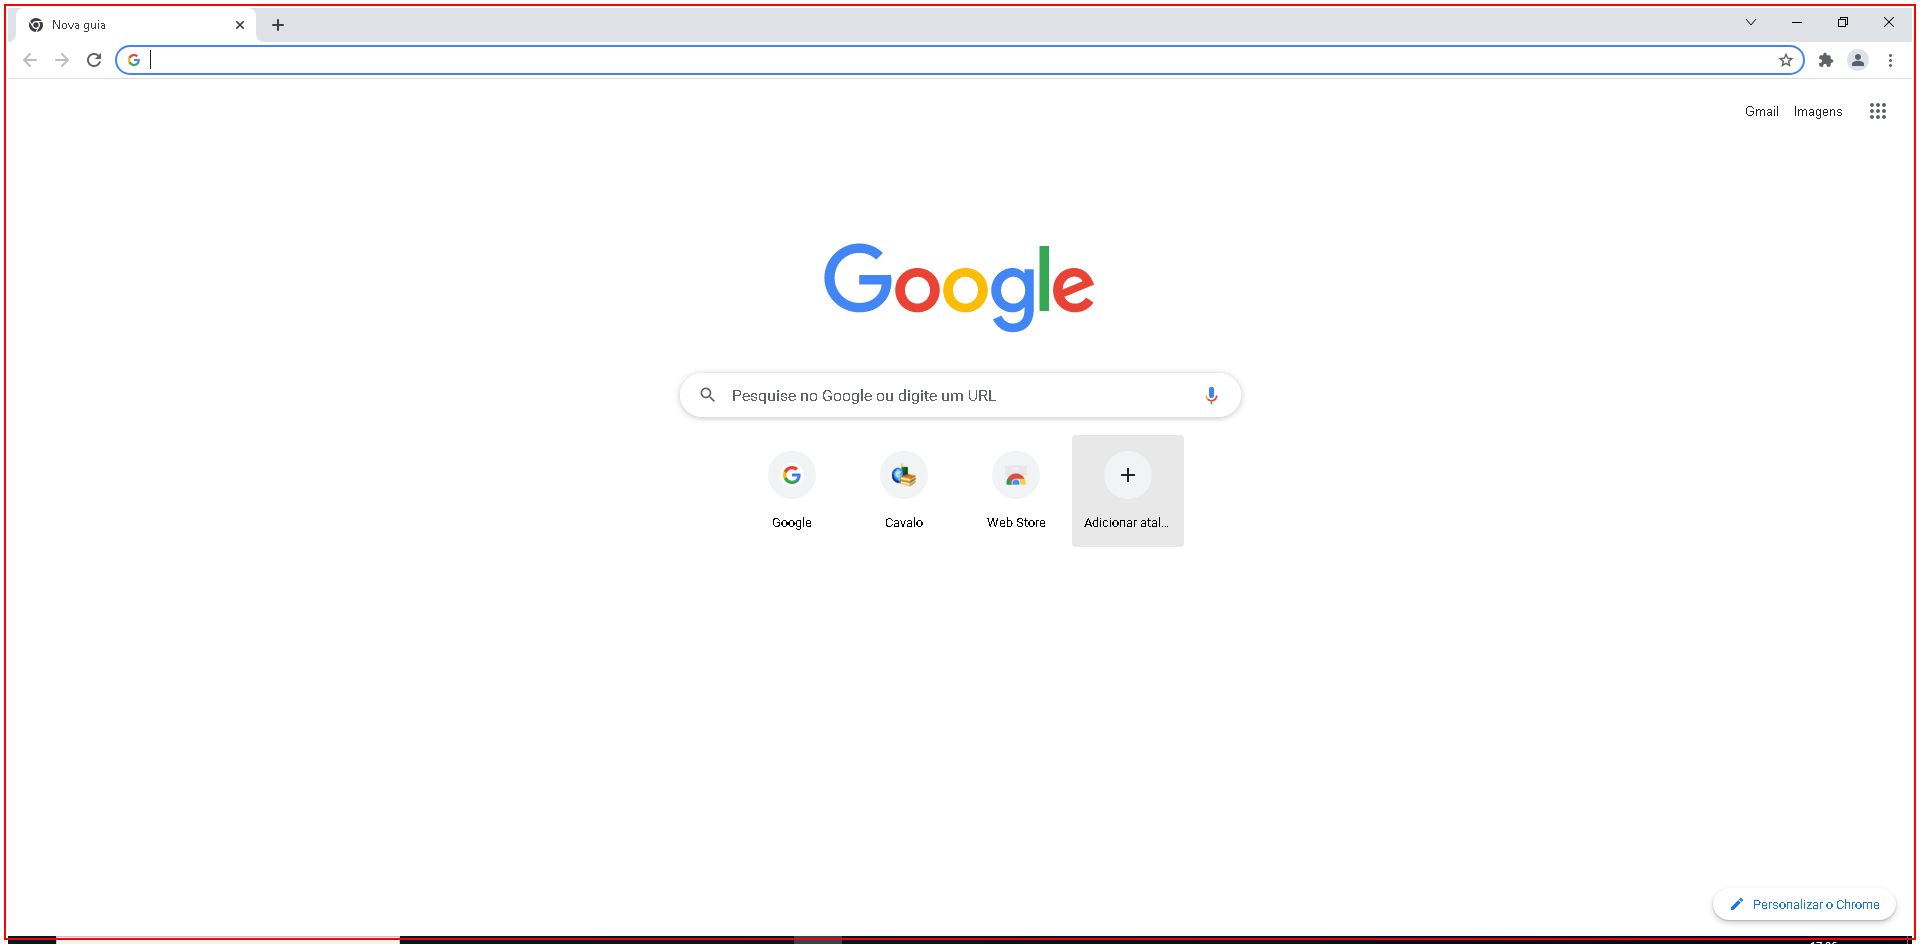 Nova guia
Gmail Imagens
Google
Pesquise no Google ou digite um URL
Google Cavalo Web Store Adicionar atal...
Personalizar o Chrome